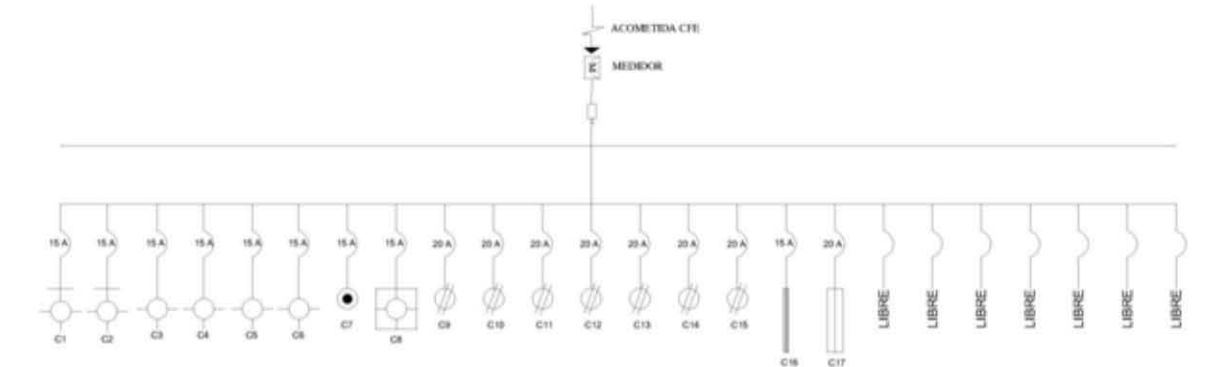 ACOMETIDA CFE
M
MEDIDOR
15 A 15 A 15 A 15 A 15 A 15 A 15 A 15 A 20 A 20 A 20 A 20 A 20 A 20 A 20 A 15 A 20 A
C1 C2 C3 C4 C5 C6 C7 C8 C9 C10 C11 C12 C13 C14 C15 C16 C17
LIBRE LIBRE LIBRE LIBRE LIBRE LIBRE LIBRE